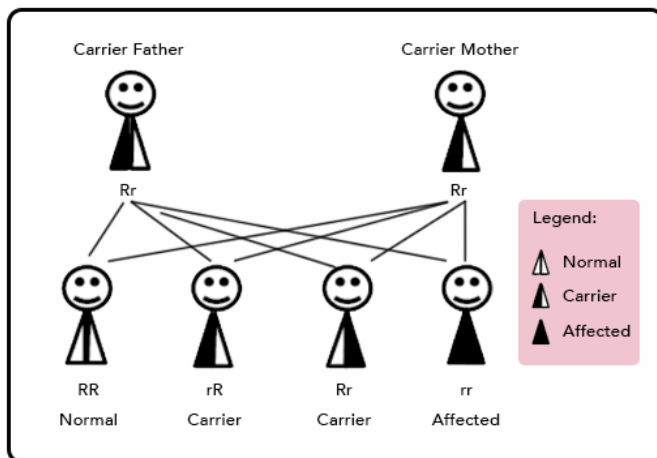 Carrier Father
Carrier Mother
Rr
Rr
Legend:
Normal
Carrier
Affected
RR
rR
Rr
rr
Normal
Carrier
Carrier
Affected